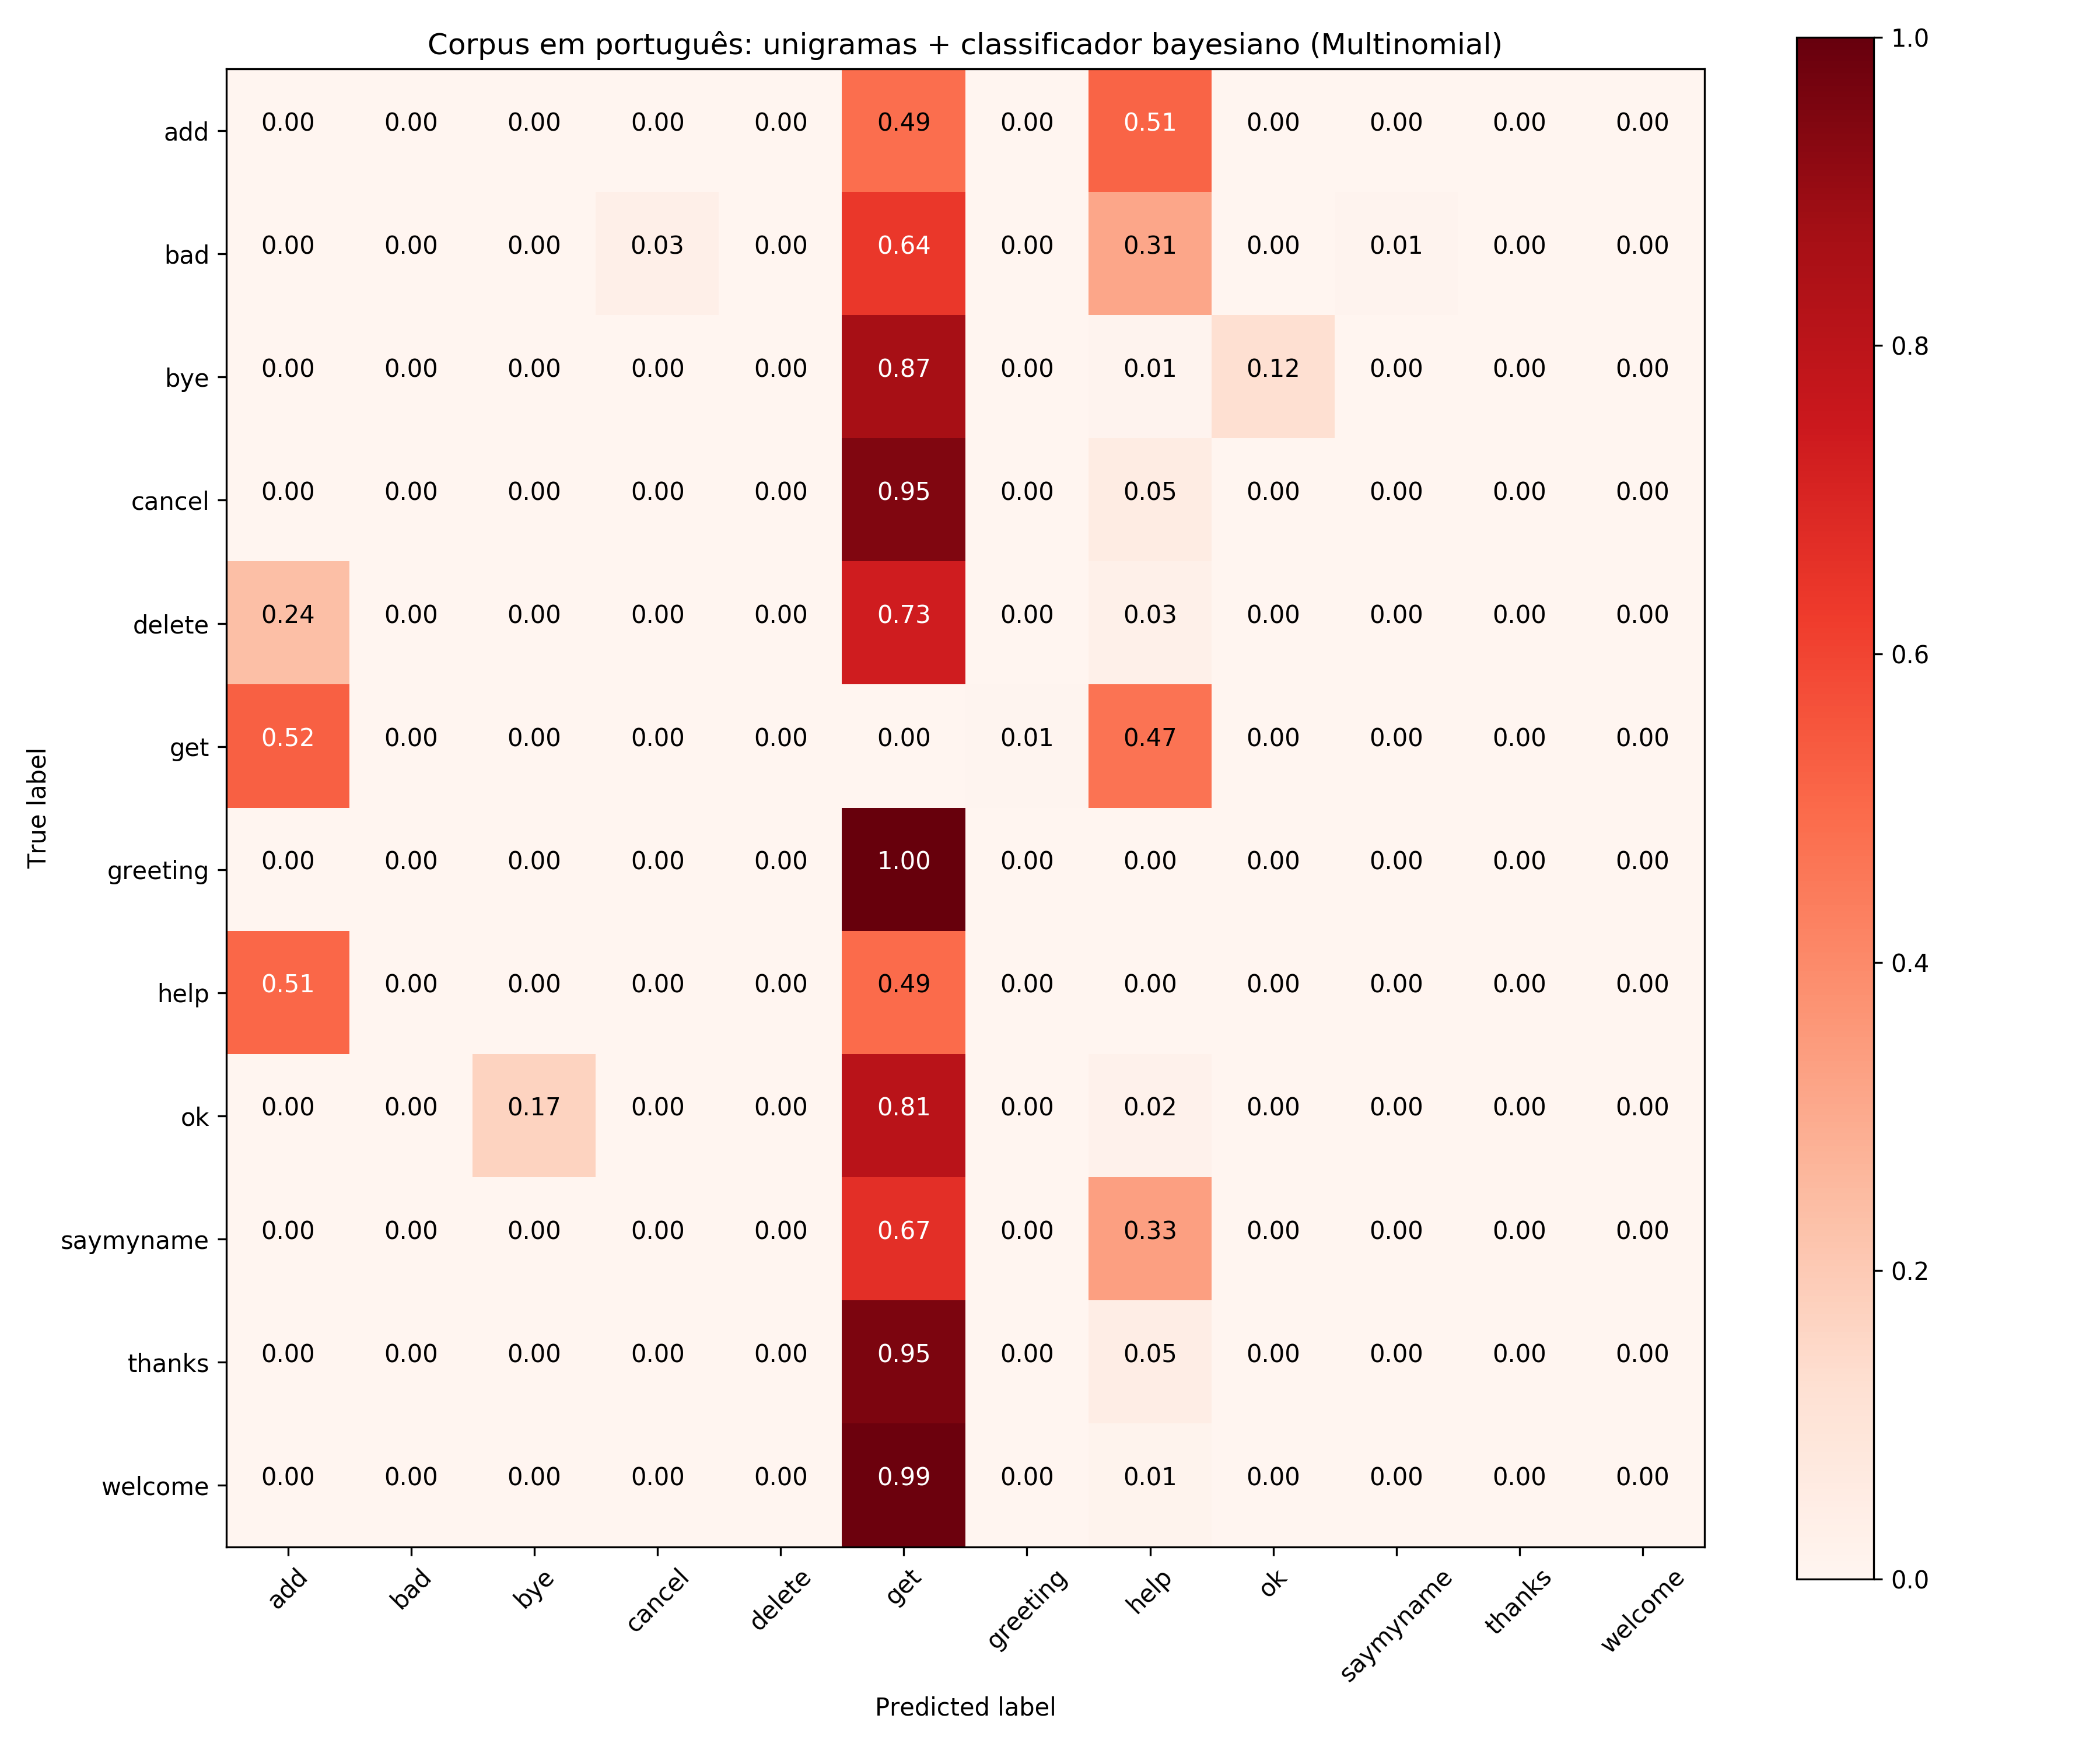 Corpus em português: unigramas + classificador bayesiano (Multinomial)
1.0
add 0.00 0.00 0.00 0.00 0.00 0.49 0.00 0.51 0.00 0.00 0.00 0.00
bad 0.00 0.00 0.00 0.03 0.00 0.64 0.00 0.31 0.00 0.01 0.00 0.00
0.8
bye 0.00 0.00 0.00 0.00 0.00 0.87 0.00 0.01 0.12 0.00 0.00 0.00
cancel 0.00 0.00 0.00 0.00 0.00 0.95 0.00 0.05 0.00 0.00 0.00 0.00
delete 0.24 0.00 0.00 0.00 0.00 0.73 0.00 0.03 0.00 0.00 0.00 0.00
0.6
get 0.52 0.00 0.00 0.00 0.00 0.00 0.01 0.47 0.00 0.00 0.00 0.00
True label
greeting 0.00 0.00 0.00 0.00 0.00 1.00 0.00 0.00 0.00 0.00 0.00 0.00
0.4
help 0.51 0.00 0.00 0.00 0.00 0.49 0.00 0.00 0.00 0.00 0.00 0.00
ok 0.00 0.00 0.17 0.00 0.00 0.81 0.00 0.02 0.00 0.00 0.00 0.00
saymyname 0.00 0.00 0.00 0.00 0.00 0.67 0.00 0.33 0.00 0.00 0.00 0.00
0.2
thanks 0.00 0.00 0.00 0.00 0.00 0.95 0.00 0.05 0.00 0.00 0.00 0.00
welcome 0.00 0.00 0.00 0.00 0.00 0.99 0.00 0.01 0.00 0.00 0.00 0.00
0.0
add bad bye cancel delete get greeting help ok saymyname thanks welcome
Predicted label